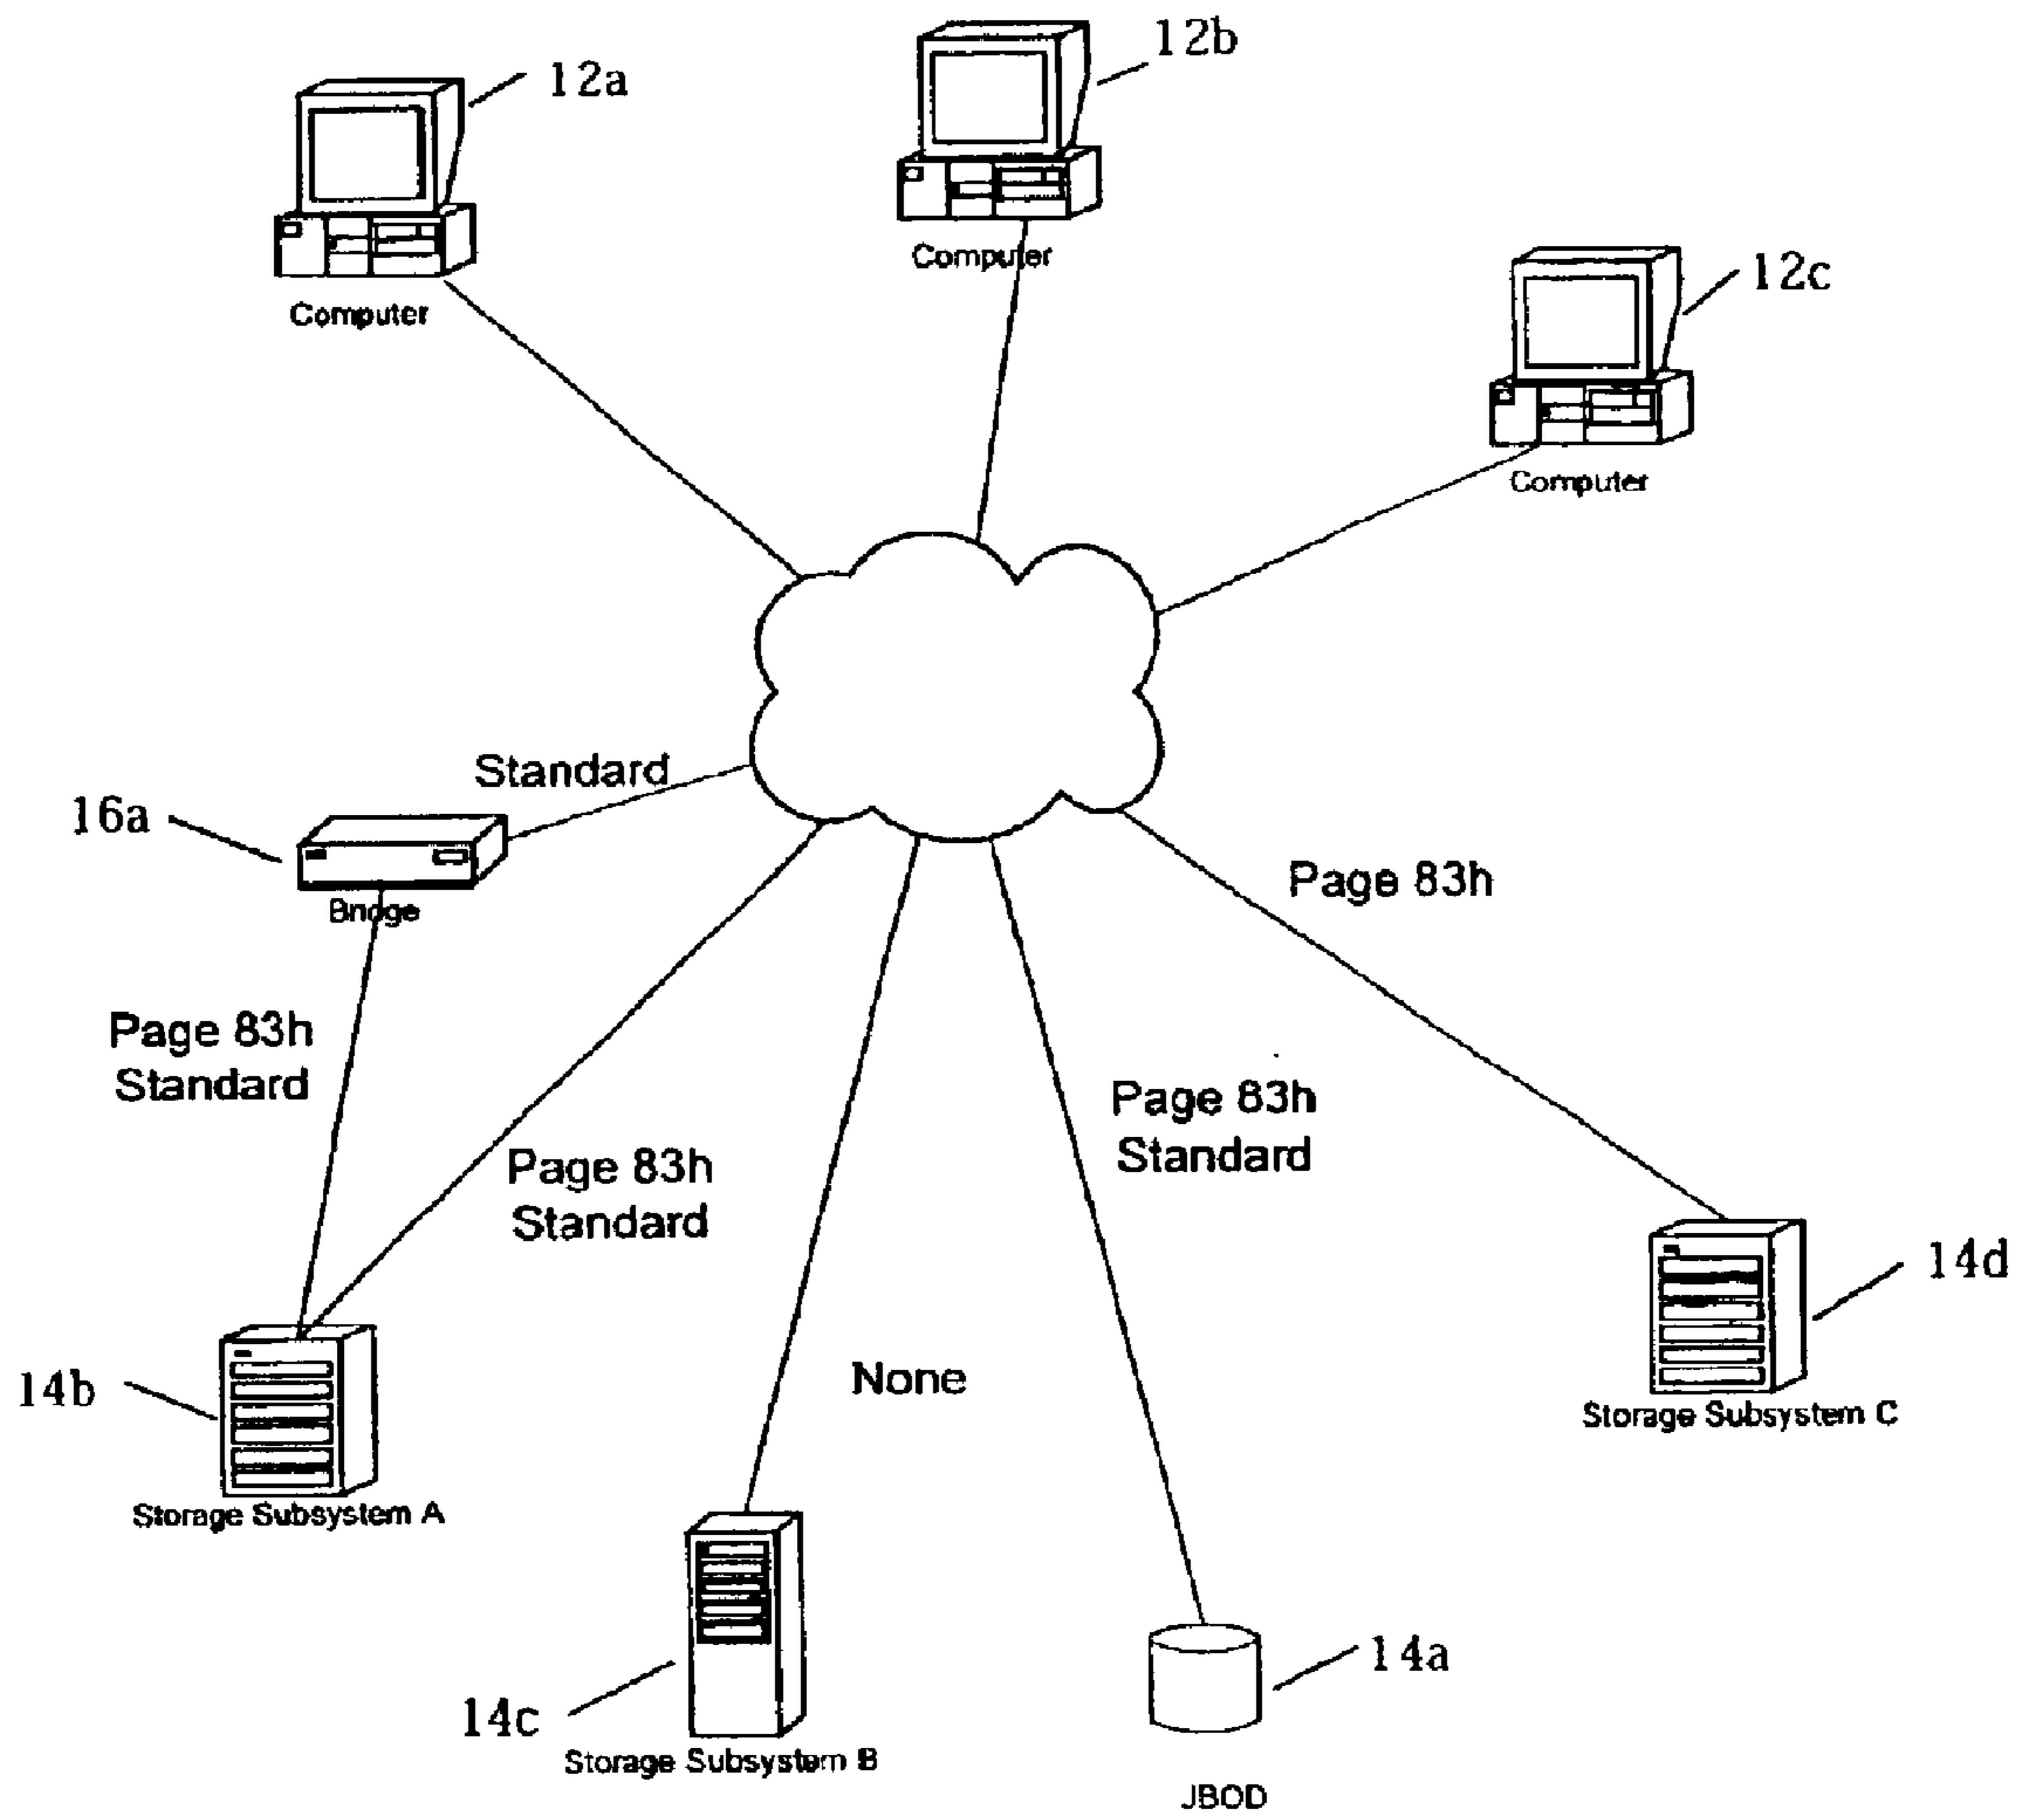 12b
12a
Computer
12c
Computer
Computer
Standard
16a
Page 83h
Bridge
Page 83h
Standard
Page 83h
Standard
Page 83h
Standard
14d
None
14b
Storage Subsystem C
Storage Subsystem A
14a
14c
Storage Subsystem B
JBOD